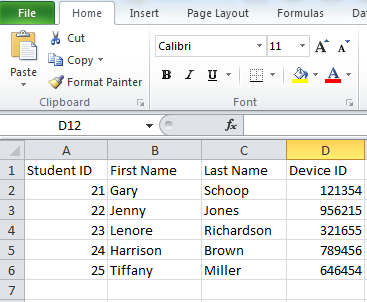 File Home Insert Page Layout Formulas Dat
Cut
Copy
Format Painter
Paste
Clipboard
Calibri 11 A A
B I U A
Font
D12 fx
A B C D
1 Student ID First Name Last Name Device ID
2 21 Gary Schoop 121354
3 22 Jenny Jones 956215
4 23 Lenore Richardson 321655
5 24 Harrison Brown 789456
6 25 Tiffany Miller 646454
7